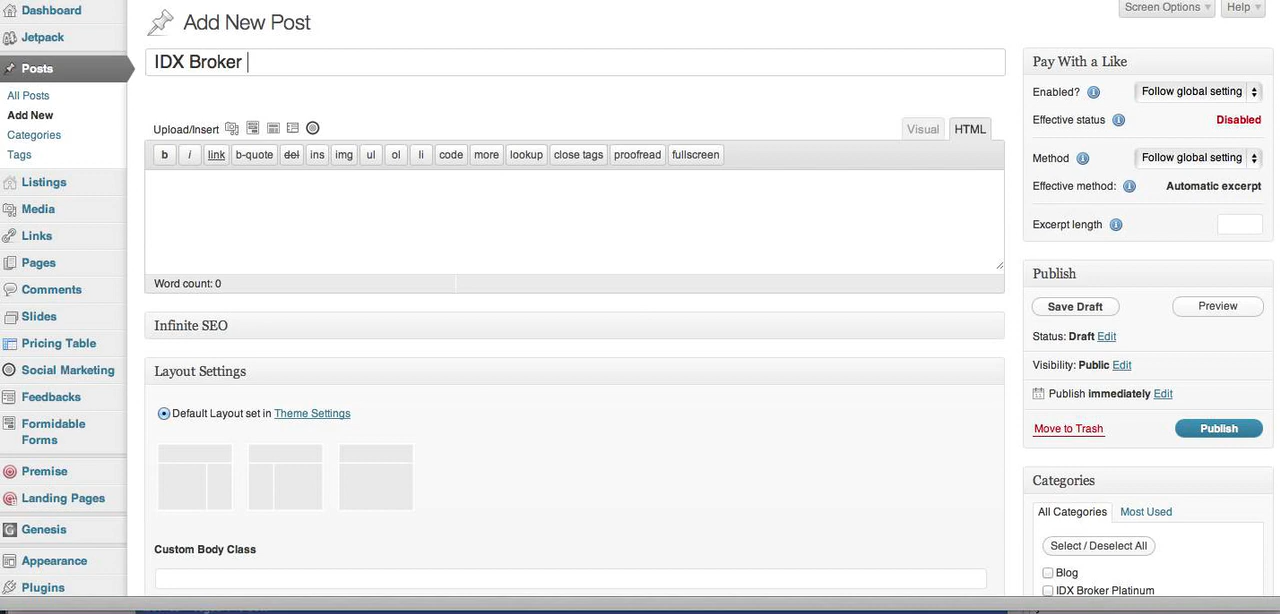 Dashboard
Jetpack
Posts
All Posts
Add New
Categories
Tags
Listings
Media
Links
Pages
Comments
Slides
Pricing Table
Social Marketing
Feedbacks
Formidable
Forms
Premise
Landing Pages
Genesis
Appearance
Plugins
Screen Options
Help
Add New Post
IDX Broker
Upload/Insert
Visual
HTML
b i link b-quote del ins img ul ol li code more lookup close tags proofread fullscreen
Word count: 0
Infinite SEO
Layout Settings
Default Layout set in Theme Settings
Custom Body Class
Pay With a Like
Enabled? Follow global setting
Effective status Disabled
Method Follow global setting
Effective method: Automatic excerpt
Excerpt length
Publish
Save Draft Preview
Status: Draft Edit
Visibility: Public Edit
Publish immediately Edit
Move to Trash Publish
Categories
All Categories Most Used
Select / Deselect All
Blog
IDX Broker Platinum